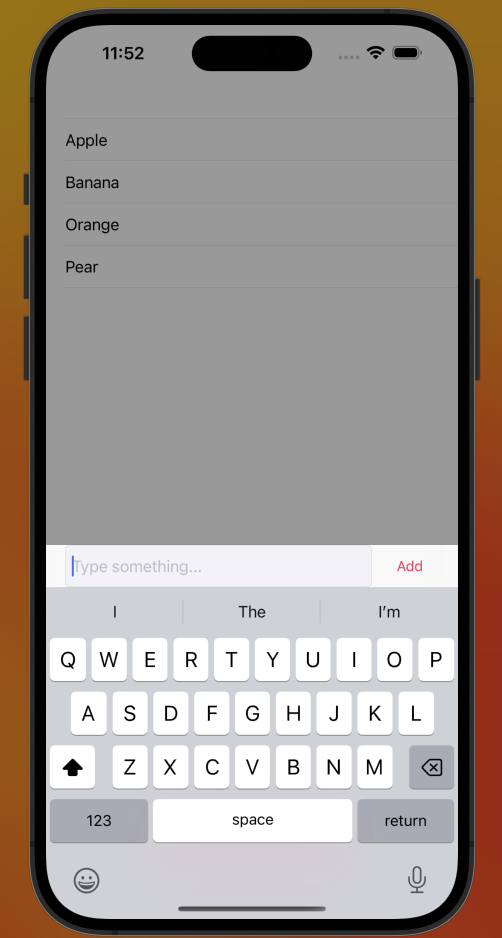 11:52
Apple
Banana
Orange
Pear
Type something...
Add
I
The
I’m
Q W E R T Y U I O P
A S D F G H J K L
Z X C V B N M
123
space
return